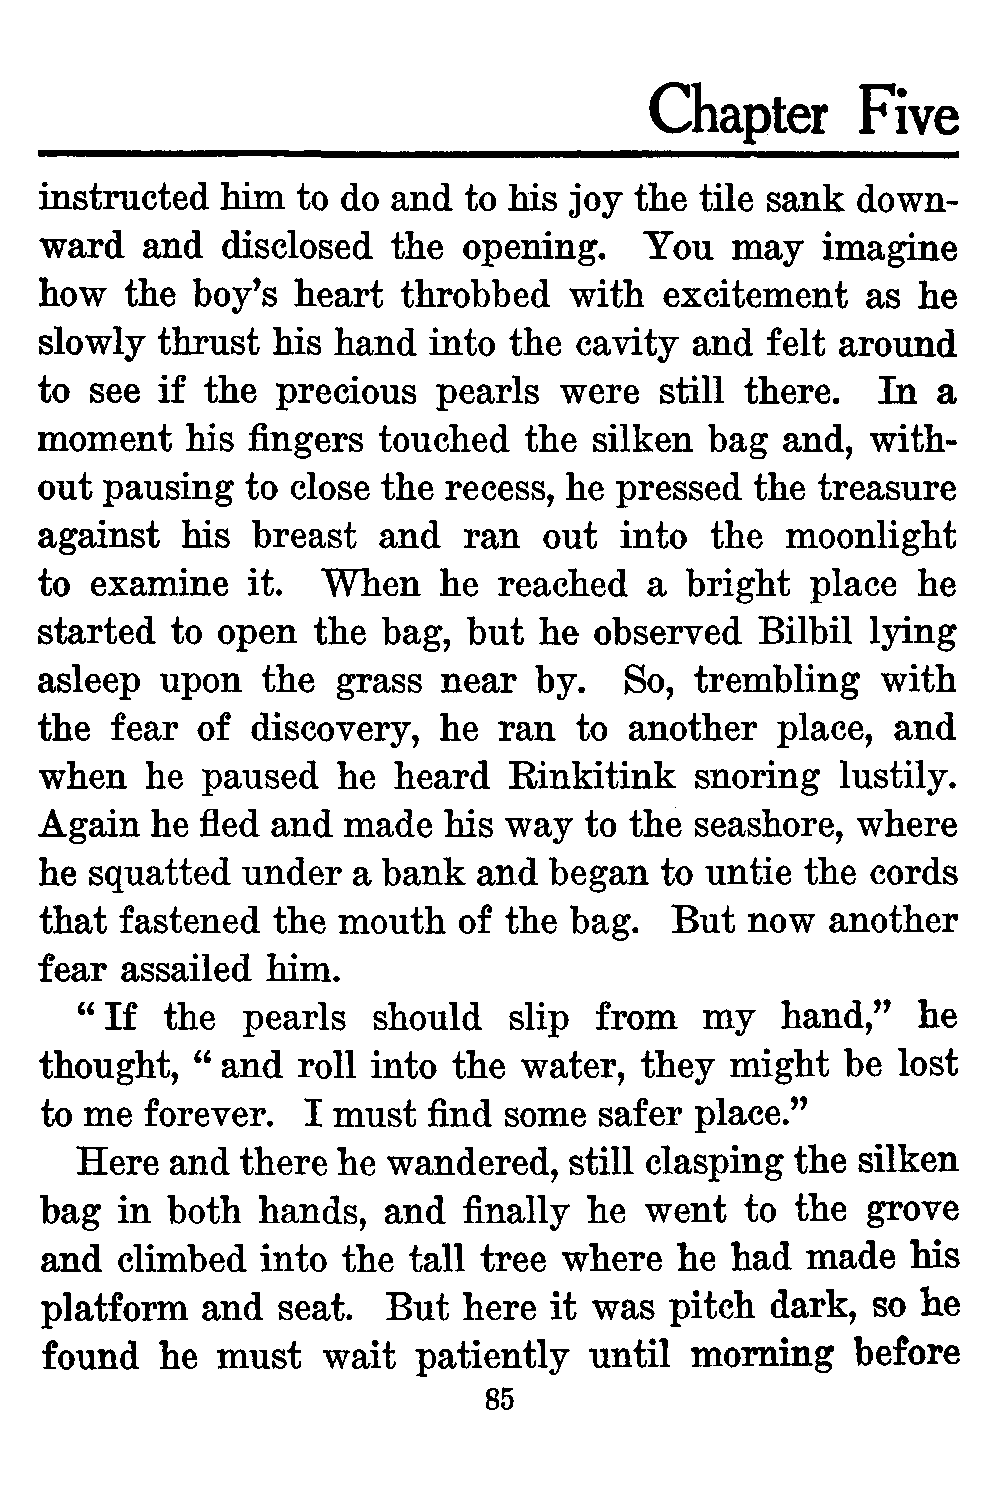 Chapter Five
instructed him to do and to his joy the tile sank down-
ward and disclosed the opening. You may imagine
how the boy's heart throbbed with excitement as he
slowly thrust his hand into the cavity and felt around
to see if the precious pearls were still there. In a
moment his fingers touched the silken bag and, with-
out pausing to close the recess, he pressed the treasure
against his breast and ran out into the moonlight
to examine it. When he reached a bright place he
started to open the bag, but he observed Bilbil lying
asleep upon the grass near by. So, trembling with
the fear of discovery, he ran to another place, and
when he paused he heard Rinkitink snoring lustily.
Again he fled and made his way to the seashore, where
he squatted under a bank and began to untie the cords
that fastened the mouth of the bag. But now another
fear assailed him.
“ If the pearls should slip from my hand,” he
thought, “ and roll into the water, they might be lost
to me forever. I must find some safer place.”
Here and there he wandered, still clasping the silken
bag in both hands, and finally he went to the grove
and climbed into the tall tree where he had made his
platform and seat. But here it was pitch dark, so he
found he must wait patiently until morning before
85